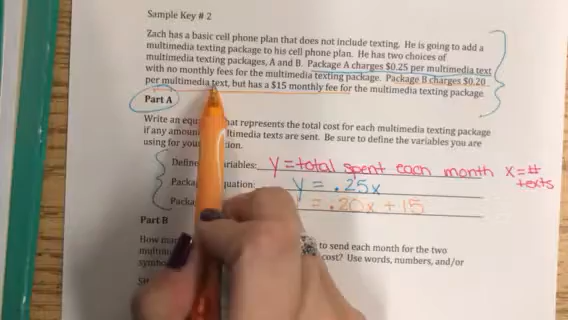 Sample Key # 2
Zach has a basic cell phone plan that does not include texting. He is going to add a
multimedia texting package to his cell phone plan. He has two choices of
multimedia texting packages, A and B. Package A charges $0.25 per multimedia text
with no monthly fees for the multimedia texting package. Package B charges $0.20
per multimedia text, but has a $15 monthly fee for the multimedia texting package.
Part A
Write an equ hat represents the total cost for each multimedia texting package
if any amoun ltimedia texts are sent. Be sure to define the variables you are
using for you tion.
Define ariables: y = total spent each month x = #
texts
Packa quation: y = .25x
Packa = .20x + 15
Part B
How ma to send each month for the two
multim cost? Use words, numbers, and/or
symbo